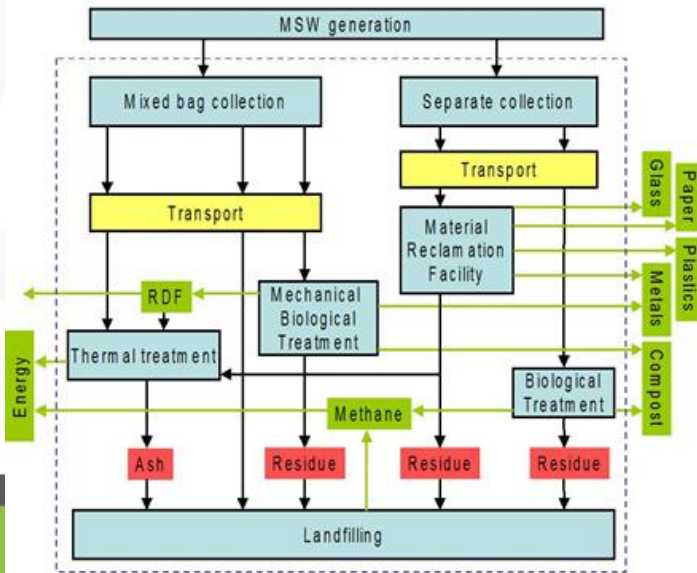 MSW generation
Mixed bag collection
Separate collection
Transport
Glass
Paper
Transport
Material
Reclamation
Facility
Plastics
Metals
RDF
Mechanical
Biological
Treatment
Thermal treatment
Energy
Compost
Biological
Treatment
Methane
Ash
Residue
Residue
Residue
Landfilling